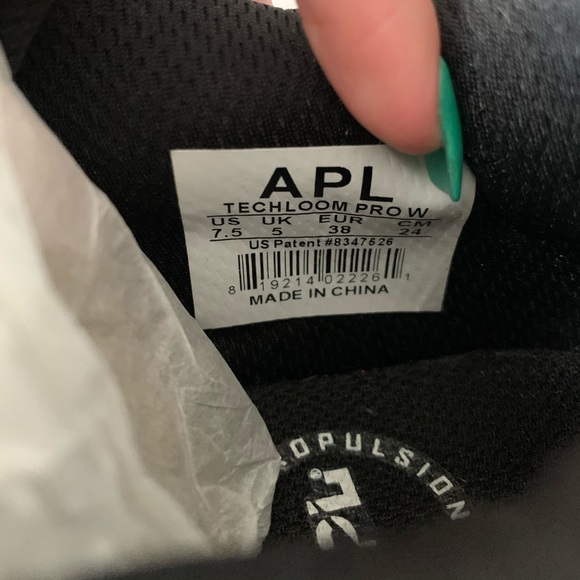 APL
TECHLOOM PRO W
US UK EUR CM
7.5 5 38 24
US Patent #8347526
8 19214 02226 1
MADE IN CHINA
OPULSION